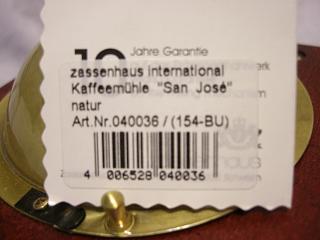 10 Jahre Garantie
zassenhaus international
Kaffeemühle "San José"
natur
Art.Nr.040036 / (154-BU)
4 006528 040036